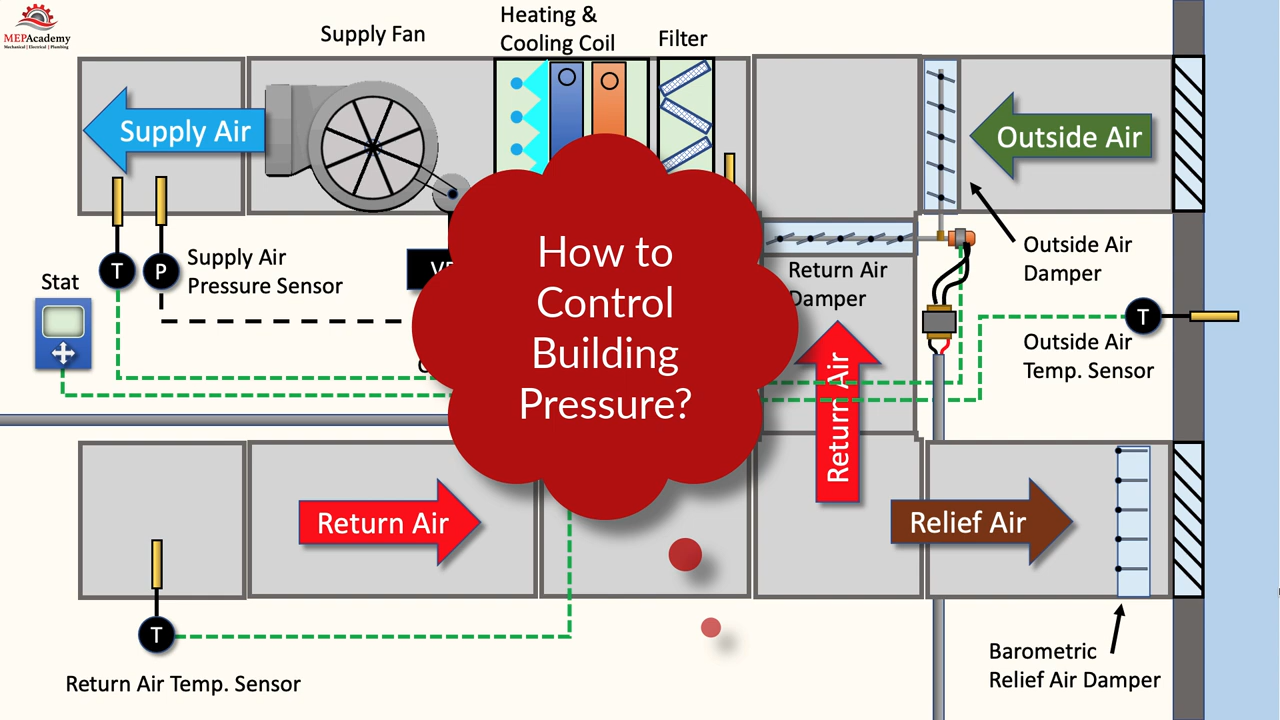 MEPAcademy
Mechanical | Electrical | Plumbing
Supply Fan
Heating &
Cooling Coil
Filter
Supply Air
Outside Air
Supply Air
Pressure Sensor
T
P
Stat
How to
Control
Building
Pressure?
Return Air
Damper
Outside Air
Damper
T
Outside Air
Temp. Sensor
Return Air
Return Air
Relief Air
T
Return Air Temp. Sensor
Barometric
Relief Air Damper